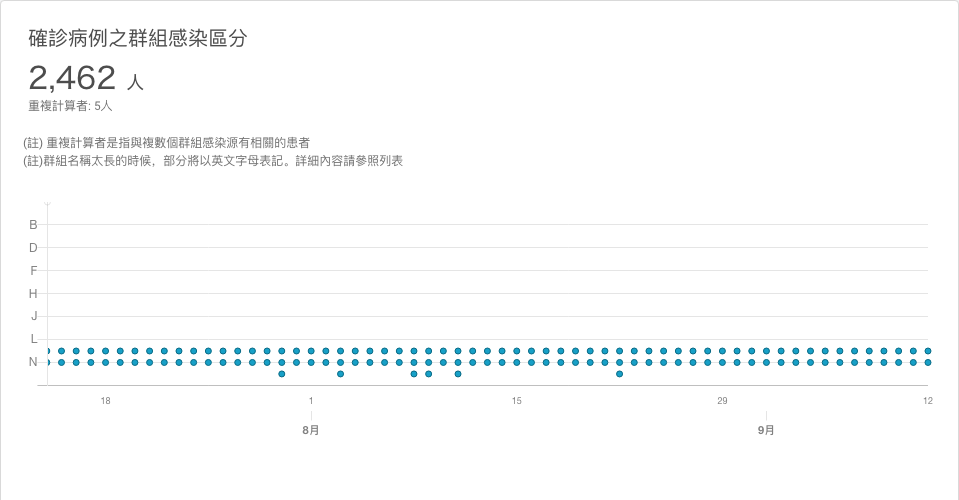 確診病例之群組感染區分
2,462 人
重複計算者: 5人
(註) 重複計算者是指與複數個群組感染源有相關的患者
(註)群組名稱太長的時候，部分將以英文字母表記。詳細內容請參照列表
B
D
F
H
J
L
N
18 1 15 29 12
8月 9月